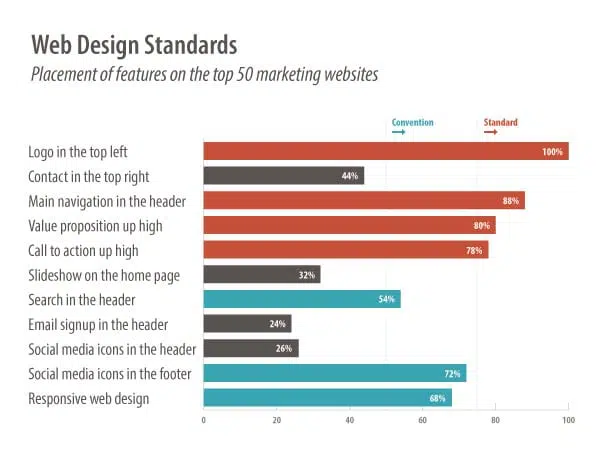 Web Design Standards
Placement of features on the top 50 marketing websites
Convention Standard
Logo in the top left 100%
Contact in the top right 44%
Main navigation in the header 88%
Value proposition up high 80%
Call to action up high 78%
Slideshow on the home page 32%
Search in the header 54%
Email signup in the header 24%
Social media icons in the header 26%
Social media icons in the footer 72%
Responsive web design 68%
0 20 40 60 80 100